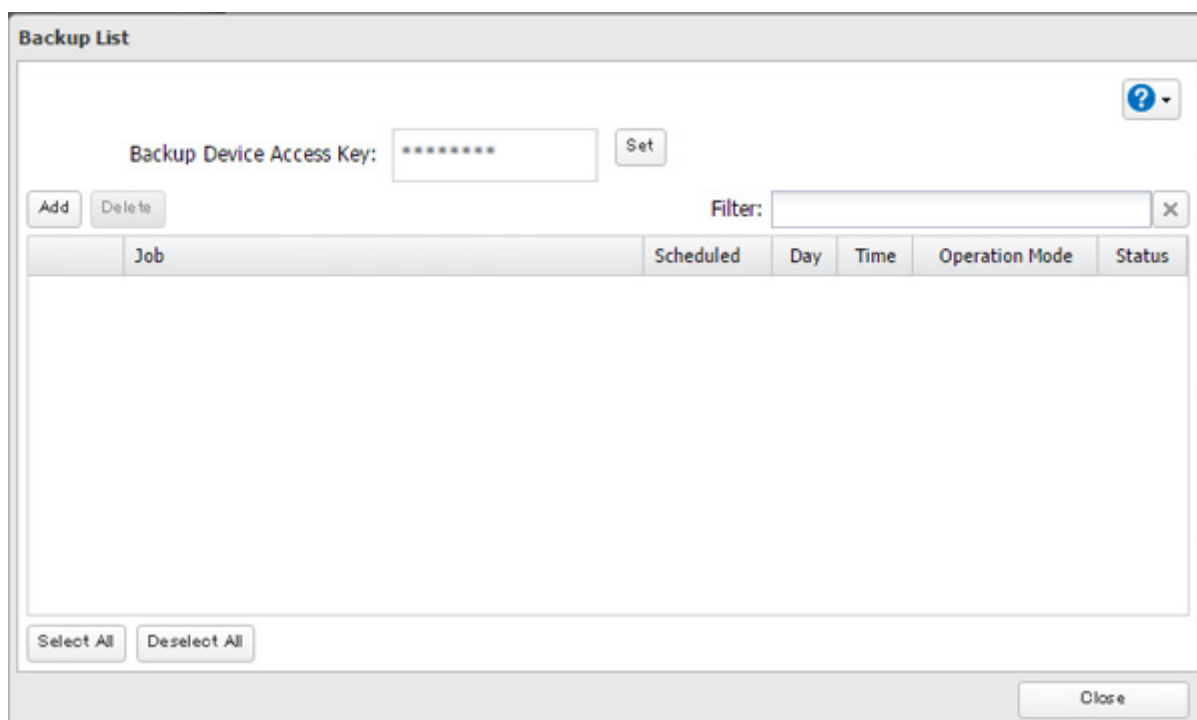 Backup List
?
Backup Device Access Key: ******** Set
Add Delete Filter: ×
Job Scheduled Day Time Operation Mode Status
Select All Deselect All
Close